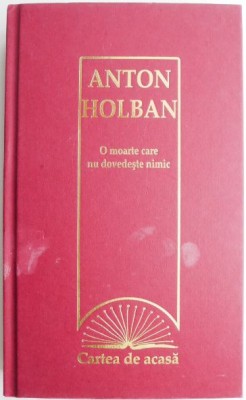 ANTON
HOLBAN
O moarte care
nu dovedește nimic
Cartea de acasă